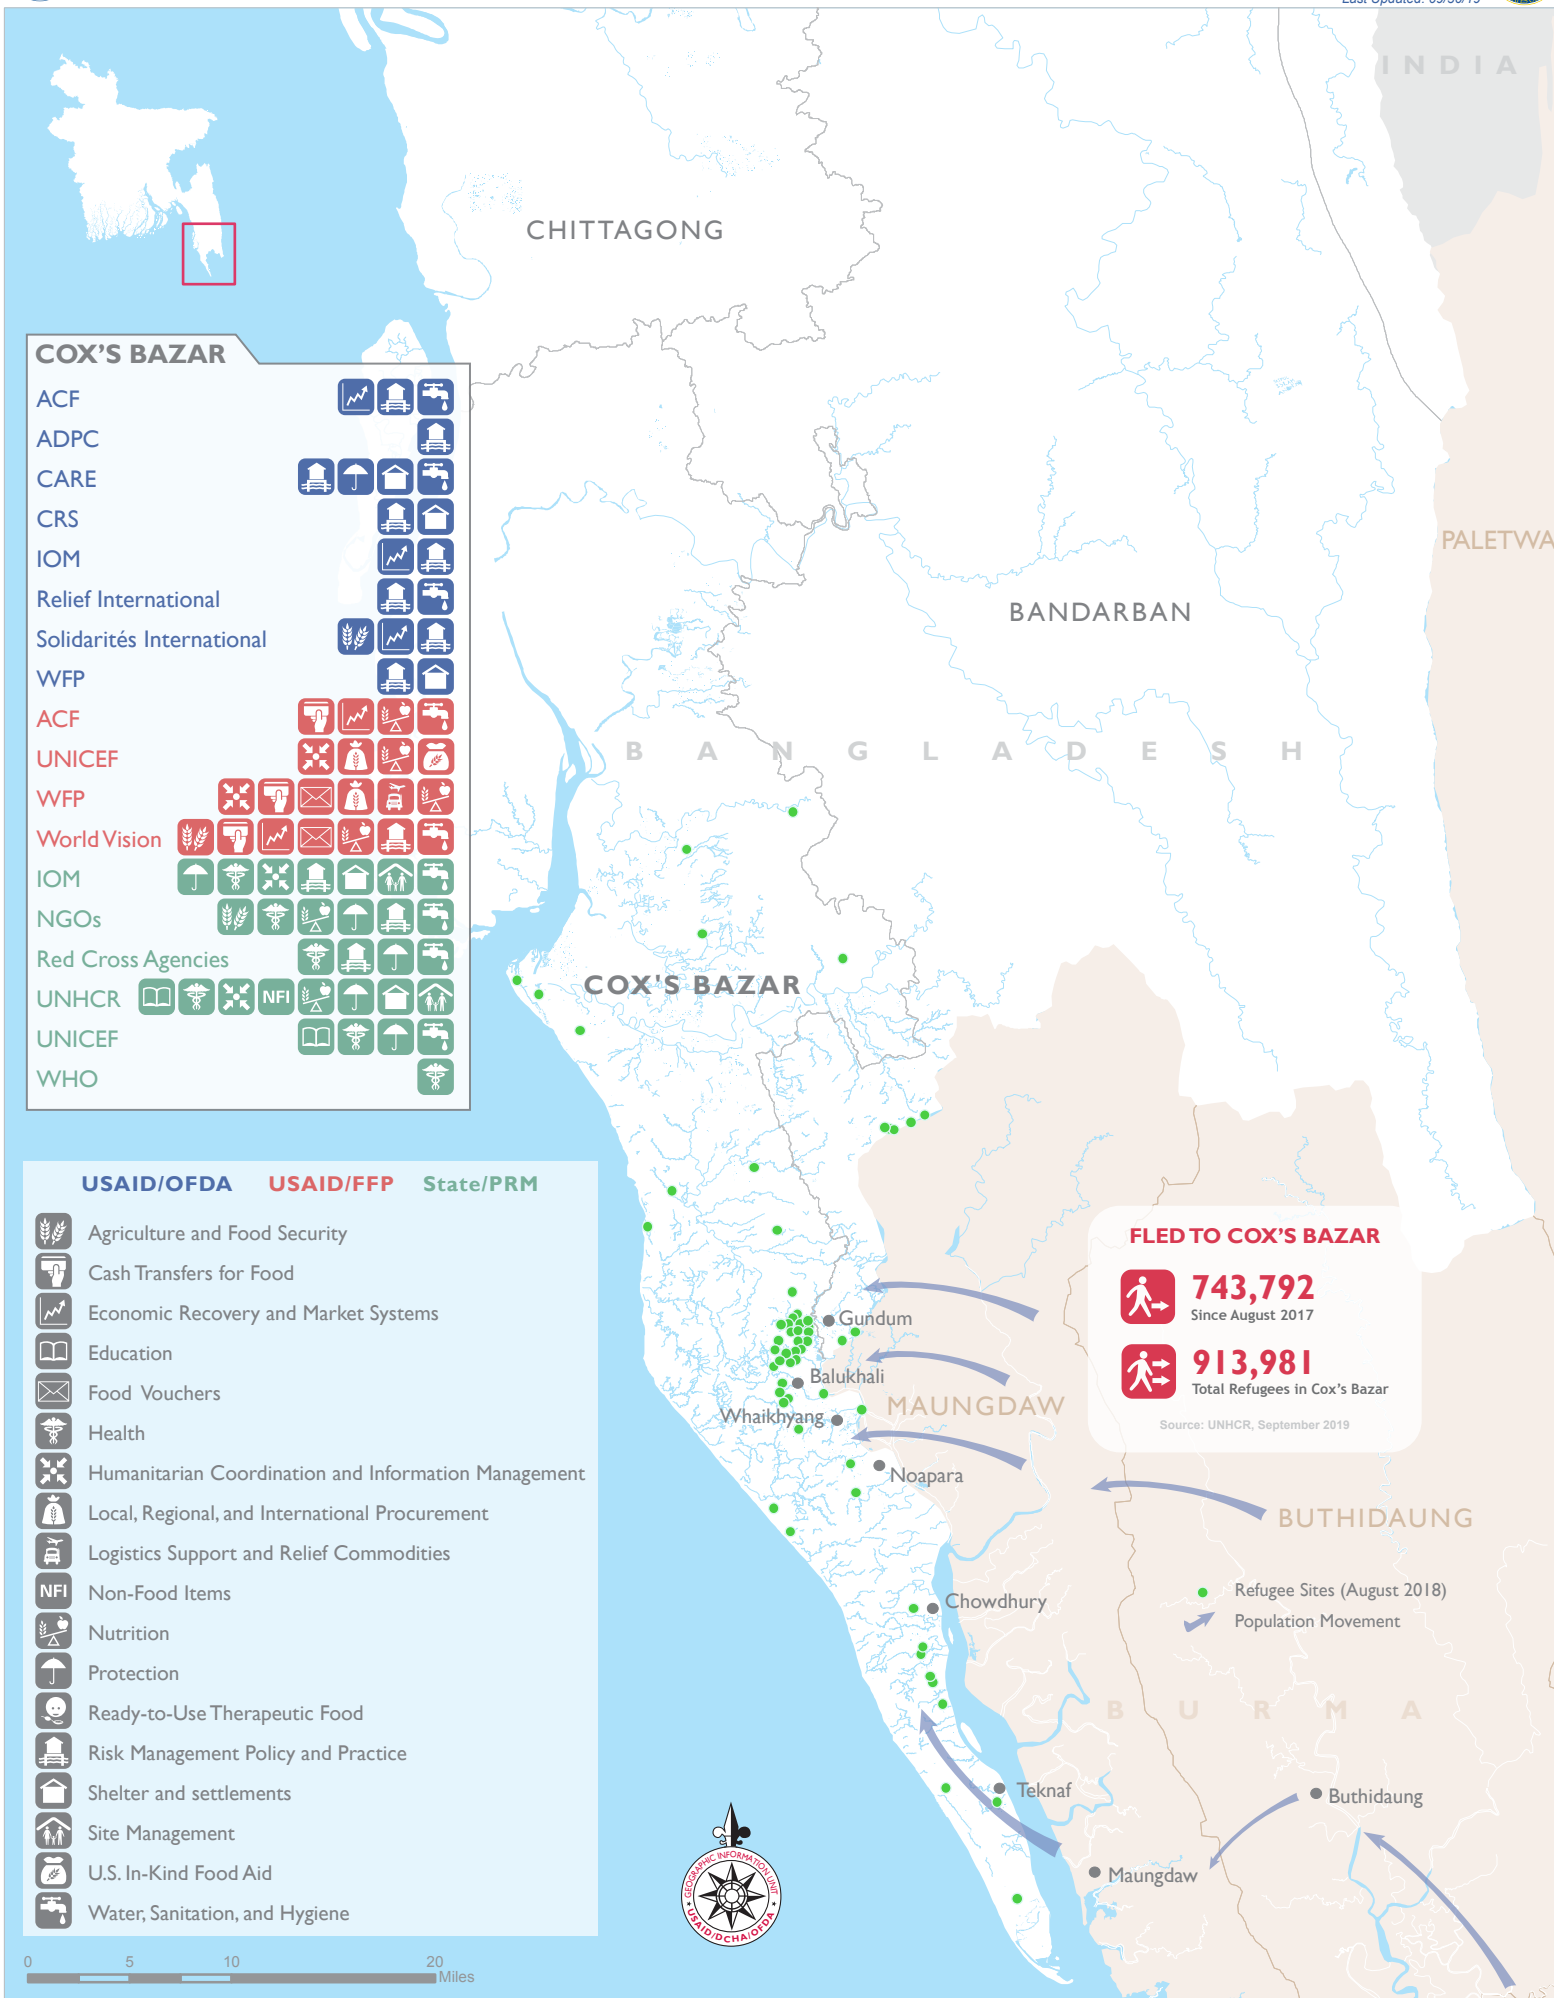 Last Updated: 09/30/19
INDIA
CHITTAGONG
COX'S BAZAR
ACF
ADPC
CARE
CRS
IOM
Relief International
Solidarités International
WFP
ACF
UNICEF
WFP
World Vision
IOM
NGOs
Red Cross Agencies
UNHCR
NFI
UNICEF
WHO
PALETWA
BANDARBAN
BANGLADESH
COX'S BAZAR
USAID/OFDA USAID/FFP State/PRM
Agriculture and Food Security
Cash Transfers for Food
Economic Recovery and Market Systems
Education
Food Vouchers
Health
Humanitarian Coordination and Information Management
Local, Regional, and International Procurement
Logistics Support and Relief Commodities
NFI Non-Food Items
Nutrition
Protection
Ready-to-Use Therapeutic Food
Risk Management Policy and Practice
Shelter and settlements
Site Management
U.S. In-Kind Food Aid
Water, Sanitation, and Hygiene
0 5 10 20
Miles
FLED TO COX'S BAZAR
743,792
Since August 2017
913,981
Total Refugees in Cox's Bazar
Source: UNHCR, September 2019
Gundum
Balukhali
MAUNGDAW
Whaikhyang
Noapara
BUTHIDAUNG
Refugee Sites (August 2018)
Population Movement
Chowdhury
BURMA
Teknaf
Buthidaung
Maungdaw
GEOGRAPHIC INFORMATION UNIT
USAID/DCHA/OFDA